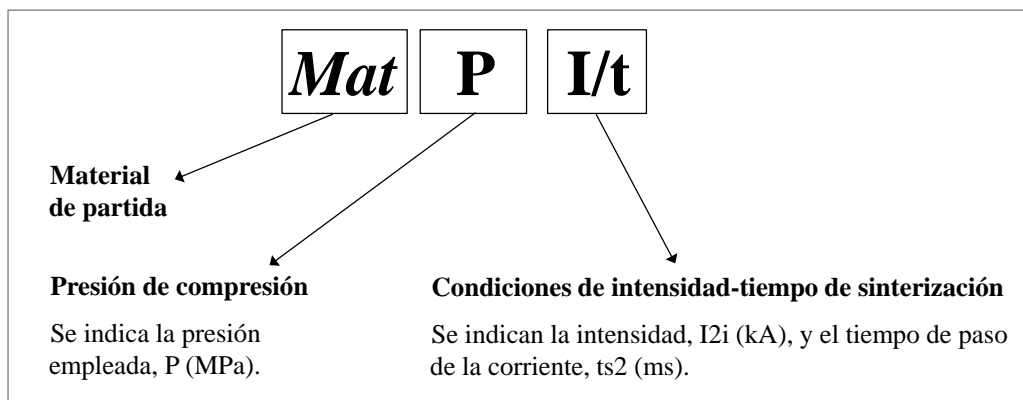 Mat P I/t
Material
de partida
Presión de compresión
Se indica la presión
empleada, P (MPa).
Condiciones de intensidad-tiempo de sinterización
Se indican la intensidad, I2i (kA), y el tiempo de paso
de la corriente, ts2 (ms).